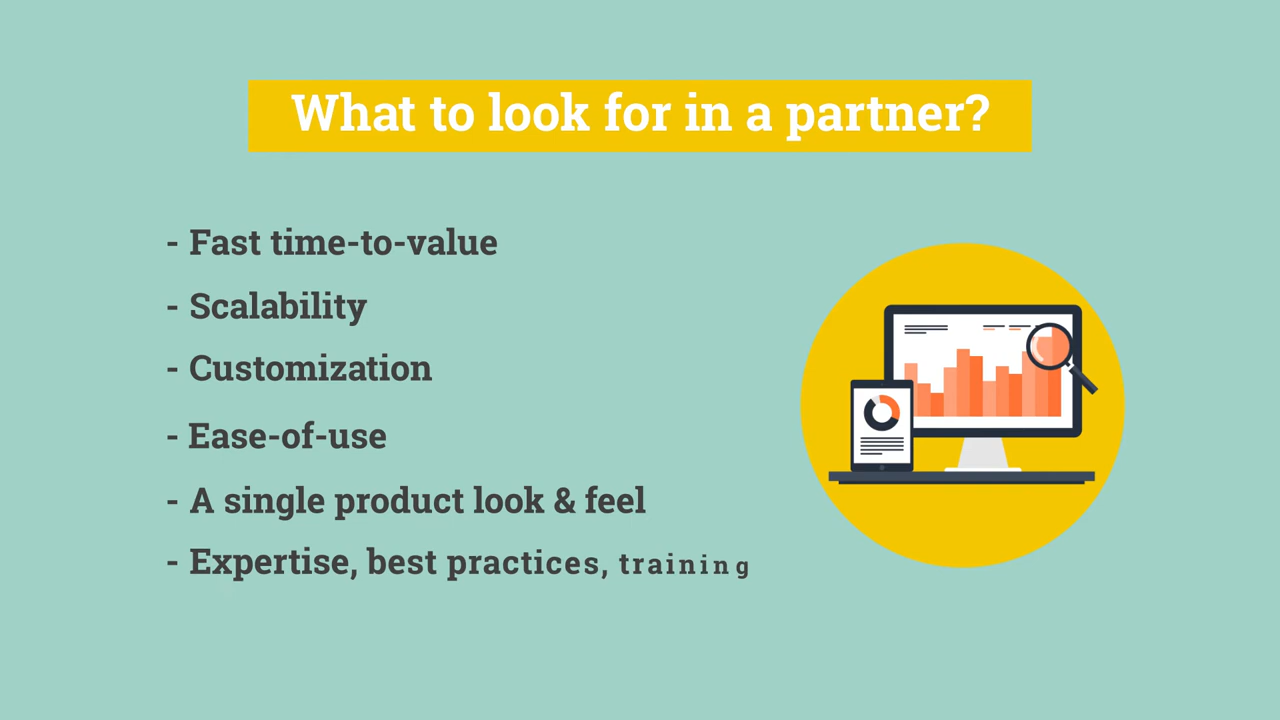 What to look for in a partner?
- Fast time-to-value
- Scalability
- Customization
- Ease-of-use
- A single product look & feel
- Expertise, best practices, training